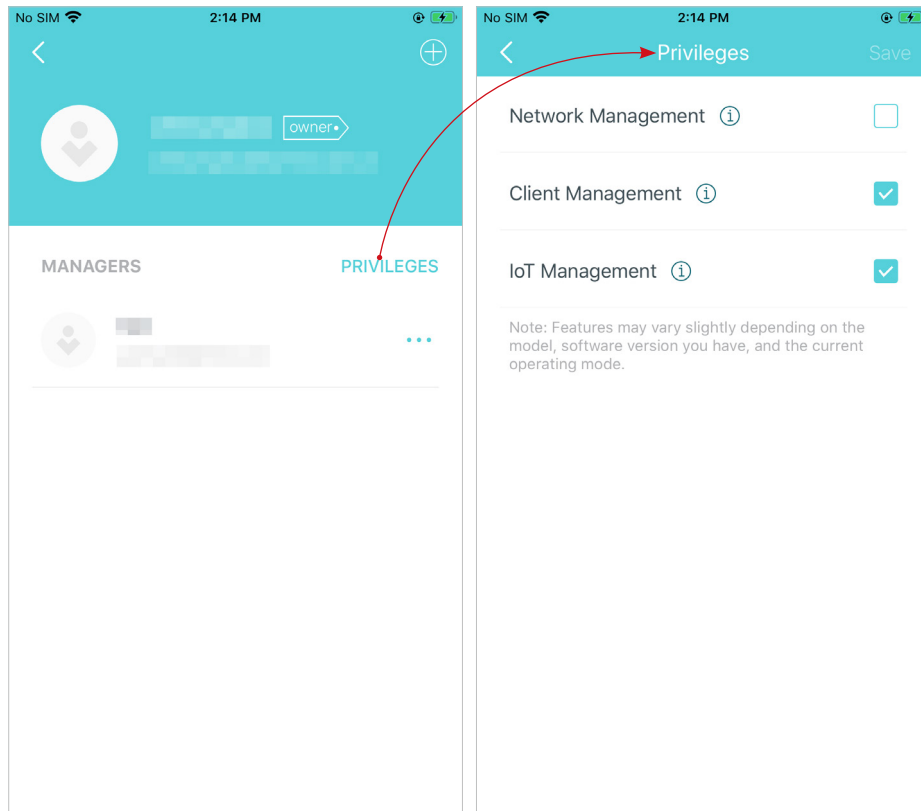 No SIM 2:14 PM
owner
MANAGERS PRIVILEGES
No SIM 2:14 PM
Privileges Save
Network Management
Client Management
IoT Management
Note: Features may vary slightly depending on the
model, software version you have, and the current
operating mode.